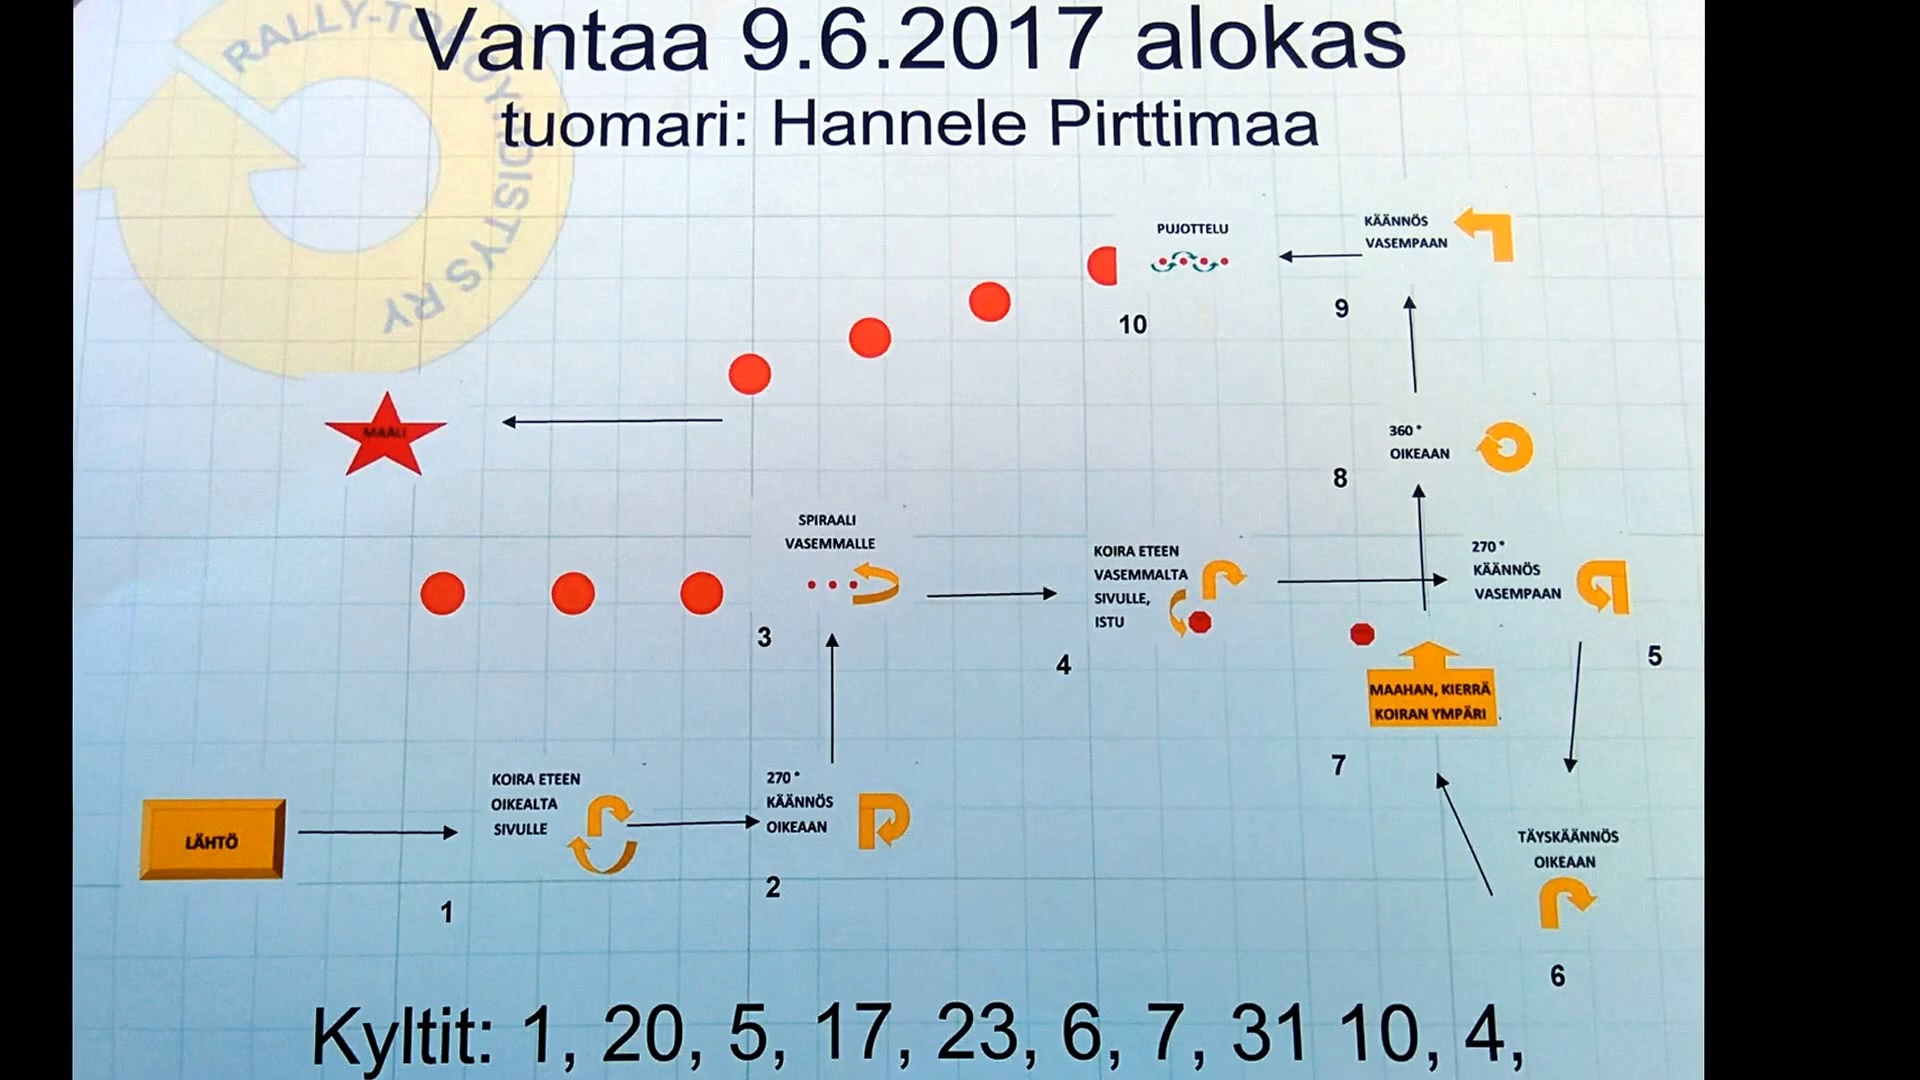 RALLY-TOKOYHDISTYS RY
Vantaa 9.6.2017 alokas
tuomari: Hannele Pirttimaa
PUJOTTELU
10
KÄÄNNÖS
VASEMPAAN
9
MAALI
360°
OIKEAAN
8
SPIRAALI
VASEMMALLE
3
KOIRA ETEEN
VASEMMALTA
SIVULLE,
ISTU
4
270°
KÄÄNNÖS
VASEMPAAN
5
MAAHAN, KIERRÄ
KOIRAN YMPÄRI
7
LÄHTÖ
KOIRA ETEEN
OIKEALTA
SIVULLE
1
270°
KÄÄNNÖS
OIKEAAN
2
TÄYSKÄÄNNÖS
OIKEAAN
6
Kyltit: 1, 20, 5, 17, 23, 6, 7, 31 10, 4,